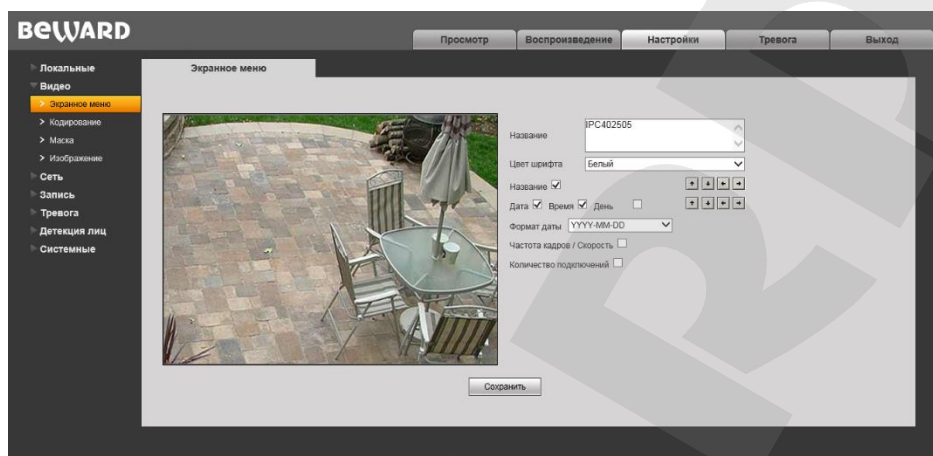 BEWARD
Просмотр
Воспроизведение
Настройки
Тревога
Выход
Локальные
Видео
Экранное меню
Кодирование
Маска
Изображение
Сеть
Запись
Тревога
Детекция лиц
Системные
Экранное меню
Название IPC402505
Цвет шрифта Белый
Название
Дата Время День
Формат даты YYYY-MM-DD
Частота кадров / Скорость
Количество подключений
Сохранить